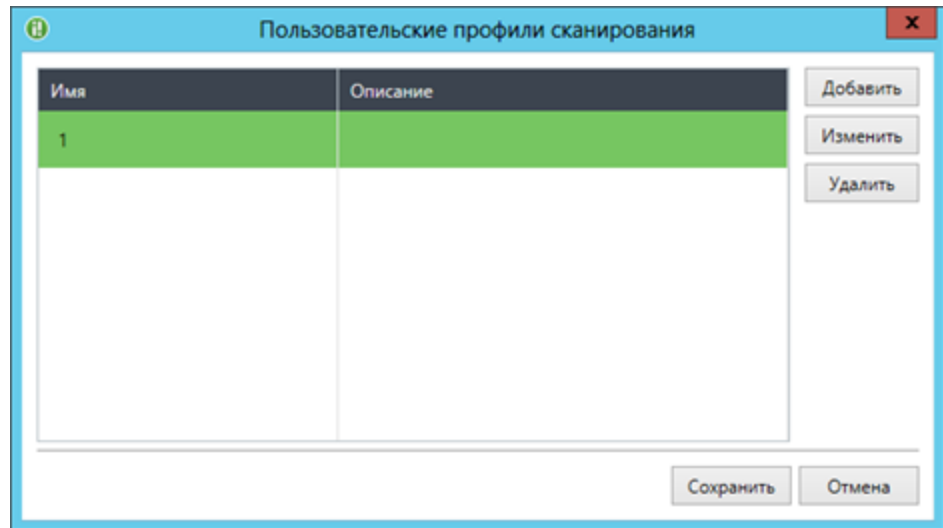 Пользовательские профили сканирования
x
Имя Описание
1
Добавить
Изменить
Удалить
Сохранить Отмена